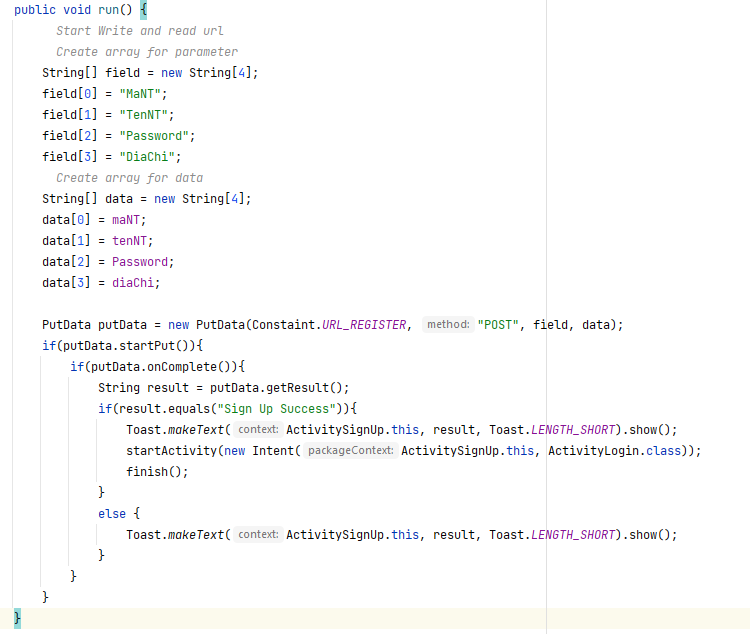 public void run() {
Start Write and read url
Create array for parameter
String[] field = new String[4];
field[0] = "MaNT";
field[1] = "TenNT";
field[2] = "Password";
field[3] = "DiaChi";
Create array for data
String[] data = new String[4];
data[0] = maNT;
data[1] = tenNT;
data[2] = Password;
data[3] = diaChi;
PutData putData = new PutData(Constaint.URL_REGISTER, method: "POST", field, data);
if(putData.startPut()){
if(putData.onComplete()){
String result = putData.getResult();
if(result.equals("Sign Up Success")){
Toast.makeText( context: ActivitySignUp.this, result, Toast.LENGTH_SHORT).show();
startActivity(new Intent( packageContext: ActivitySignUp.this, ActivityLogin.class));
finish();
}
else {
Toast.makeText( context: ActivitySignUp.this, result, Toast.LENGTH_SHORT).show();
}
}
}
}